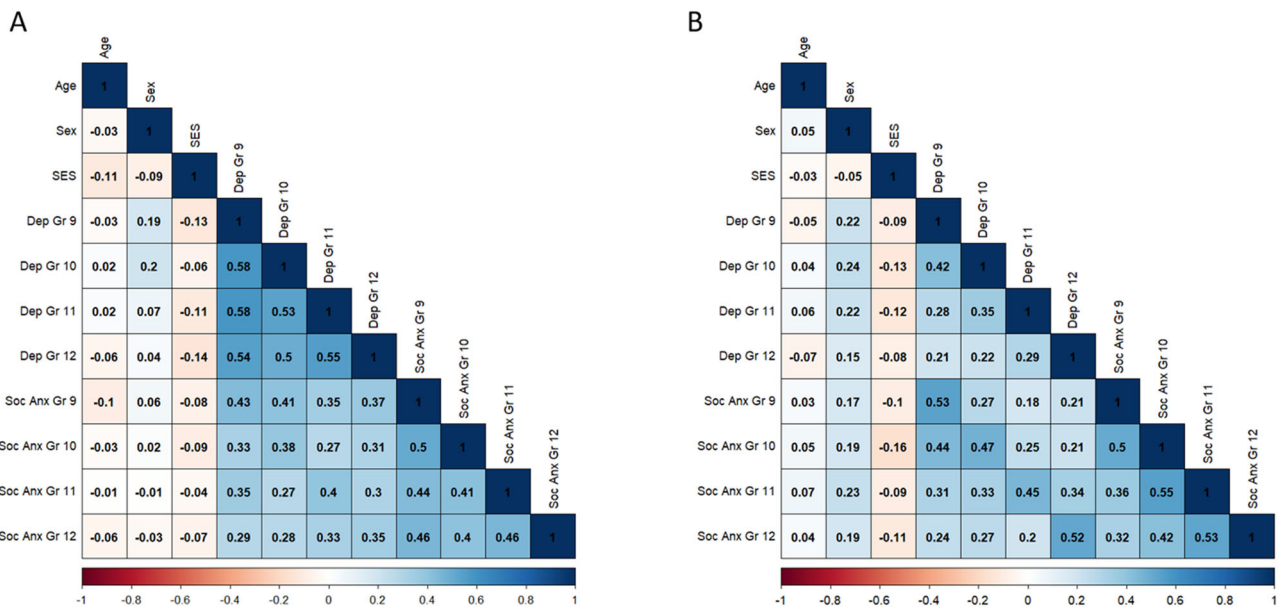 A
Age
Age 1
Sex
Sex -0.03 1
SES
SES -0.11 -0.09 1
Dep Gr 9
Dep Gr 9 -0.03 0.19 -0.13 1
Dep Gr 10
Dep Gr 10 0.02 0.2 -0.06 0.58 1
Dep Gr 11
Dep Gr 11 0.02 0.07 -0.11 0.58 0.53 1
Dep Gr 12
Dep Gr 12 -0.06 0.04 -0.14 0.54 0.5 0.55 1
Soc Anx Gr 9
Soc Anx Gr 9 -0.1 0.06 -0.08 0.43 0.41 0.35 0.37 1
Soc Anx Gr 10
Soc Anx Gr 10 -0.03 0.02 -0.09 0.33 0.38 0.27 0.31 0.5 1
Soc Anx Gr 11
Soc Anx Gr 11 -0.01 -0.01 -0.04 0.35 0.27 0.4 0.3 0.44 0.41 1
Soc Anx Gr 12
Soc Anx Gr 12 -0.06 -0.03 -0.07 0.29 0.28 0.33 0.35 0.46 0.4 0.46 1
-1 -0.8 -0.6 -0.4 -0.2 0 0.2 0.4 0.6 0.8 1
B
Age
Age 1
Sex
Sex 0.05 1
SES
SES -0.03 -0.05 1
Dep Gr 9
Dep Gr 9 -0.05 0.22 -0.09 1
Dep Gr 10
Dep Gr 10 0.04 0.24 -0.13 0.42 1
Dep Gr 11
Dep Gr 11 0.06 0.22 -0.12 0.28 0.35 1
Dep Gr 12
Dep Gr 12 -0.07 0.15 -0.08 0.21 0.22 0.29 1
Soc Anx Gr 9
Soc Anx Gr 9 0.03 0.17 -0.1 0.53 0.27 0.18 0.21 1
Soc Anx Gr 10
Soc Anx Gr 10 0.05 0.19 -0.16 0.44 0.47 0.25 0.21 0.5 1
Soc Anx Gr 11
Soc Anx Gr 11 0.07 0.23 -0.09 0.31 0.33 0.45 0.34 0.36 0.55 1
Soc Anx Gr 12
Soc Anx Gr 12 0.04 0.19 -0.11 0.24 0.27 0.2 0.52 0.32 0.42 0.53 1
-1 -0.8 -0.6 -0.4 -0.2 0 0.2 0.4 0.6 0.8 1